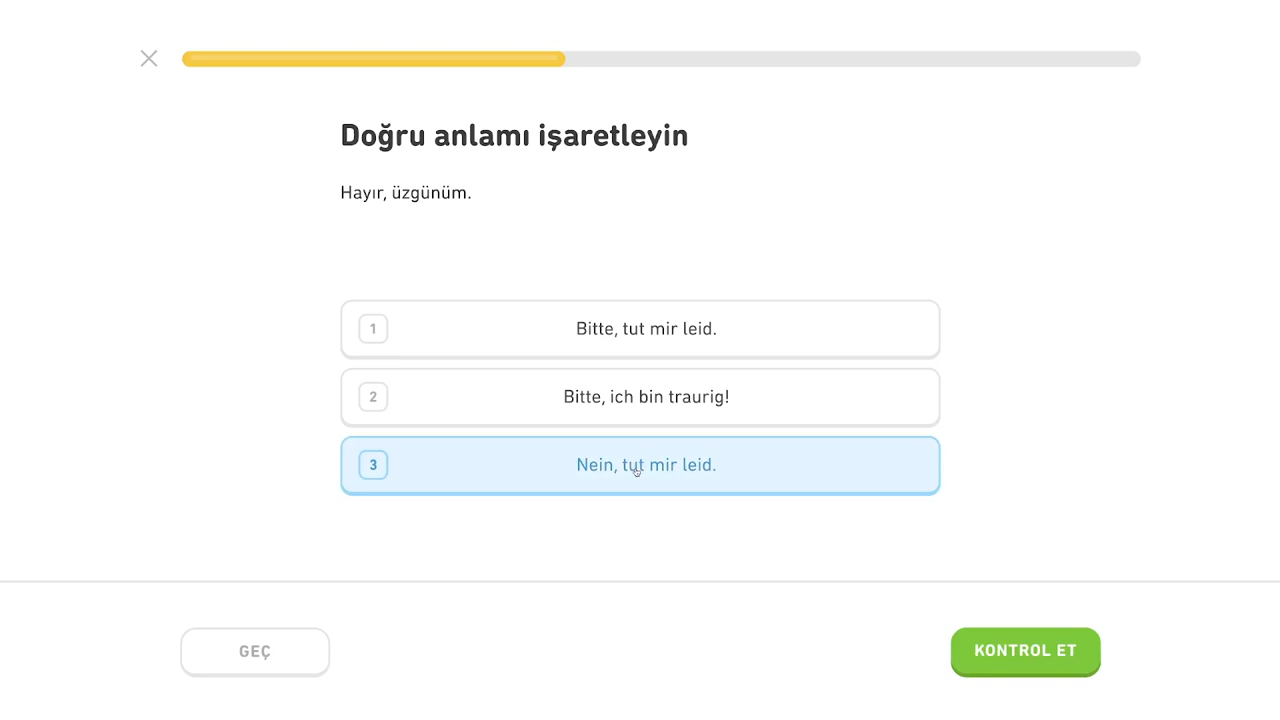 Doğru anlamı işaretleyin
Hayır, üzgünüm.
1 Bitte, tut mir leid.
2 Bitte, ich bin traurig!
3 Nein, tut mir leid.
GEÇ
KONTROL ET